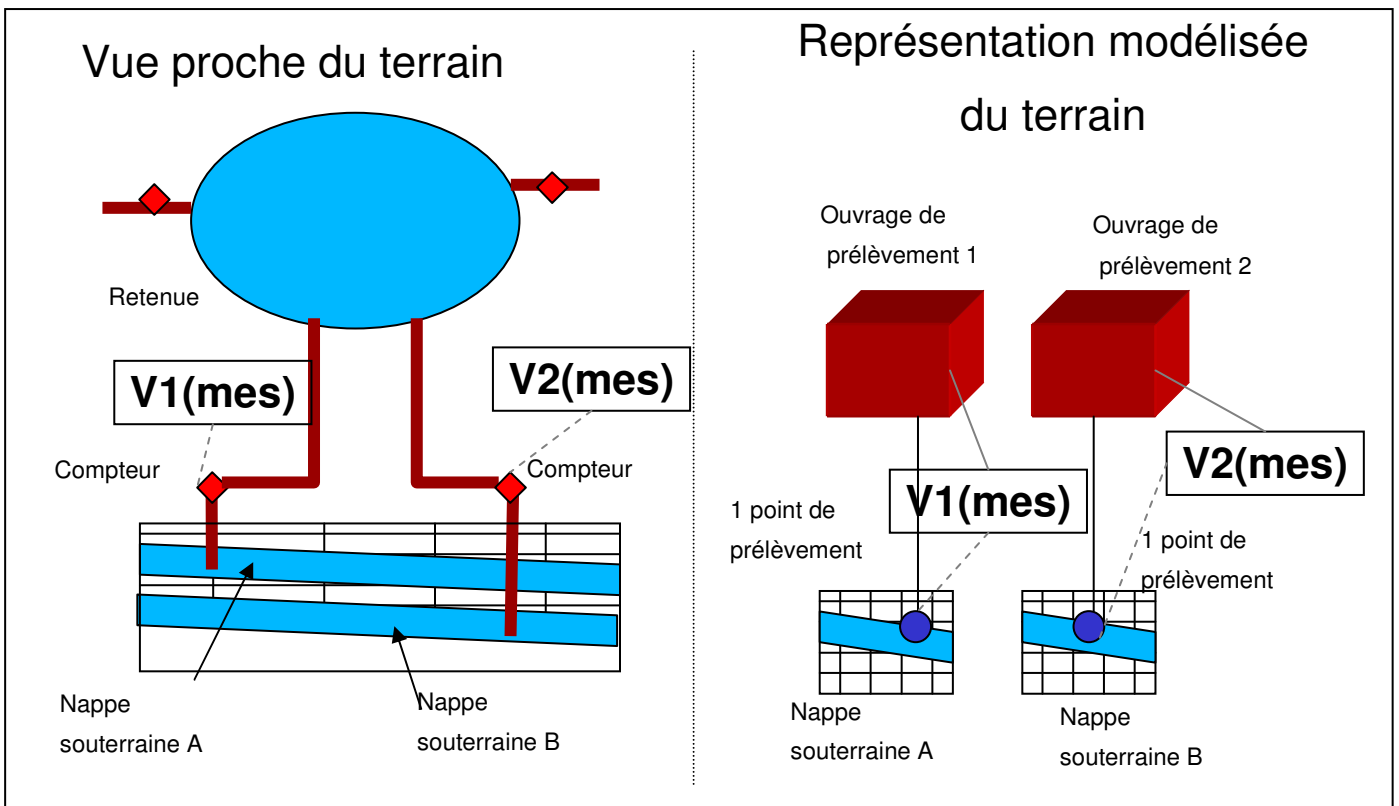 Vue proche du terrain
Retenue
V1(mes)
V2(mes)
Compteur
Compteur
Nappe
souterraine A
Nappe
souterraine B
Représentation modélisée
du terrain
Ouvrage de
prélèvement 1
Ouvrage de
prélèvement 2
V1(mes)
V2(mes)
1 point de
prélèvement
1 point de
prélèvement
Nappe
souterraine A
Nappe
souterraine B